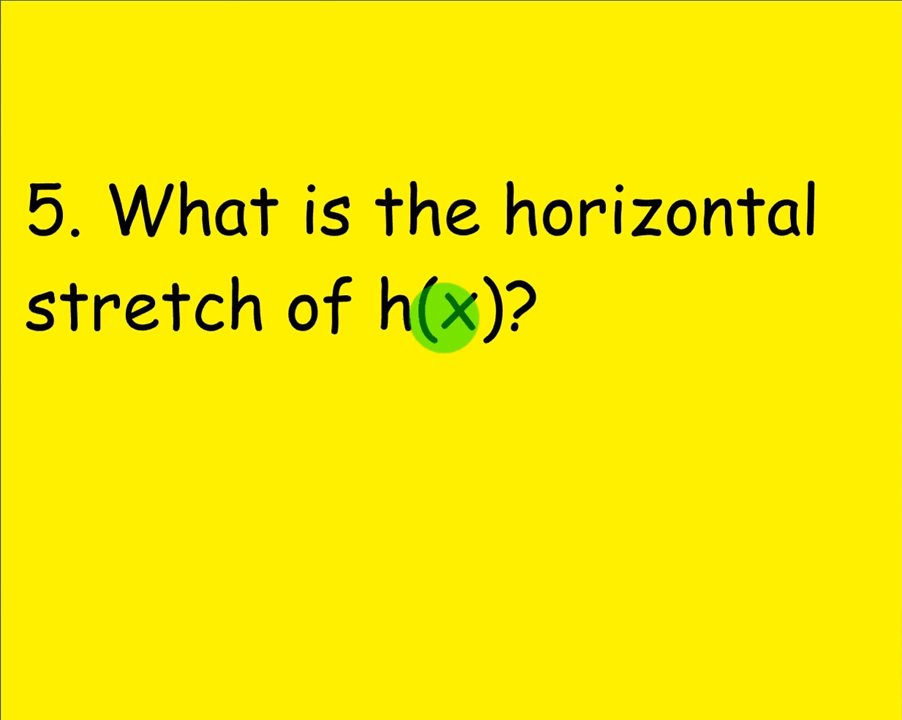 5. What is the horizontal
stretch of h(x)?